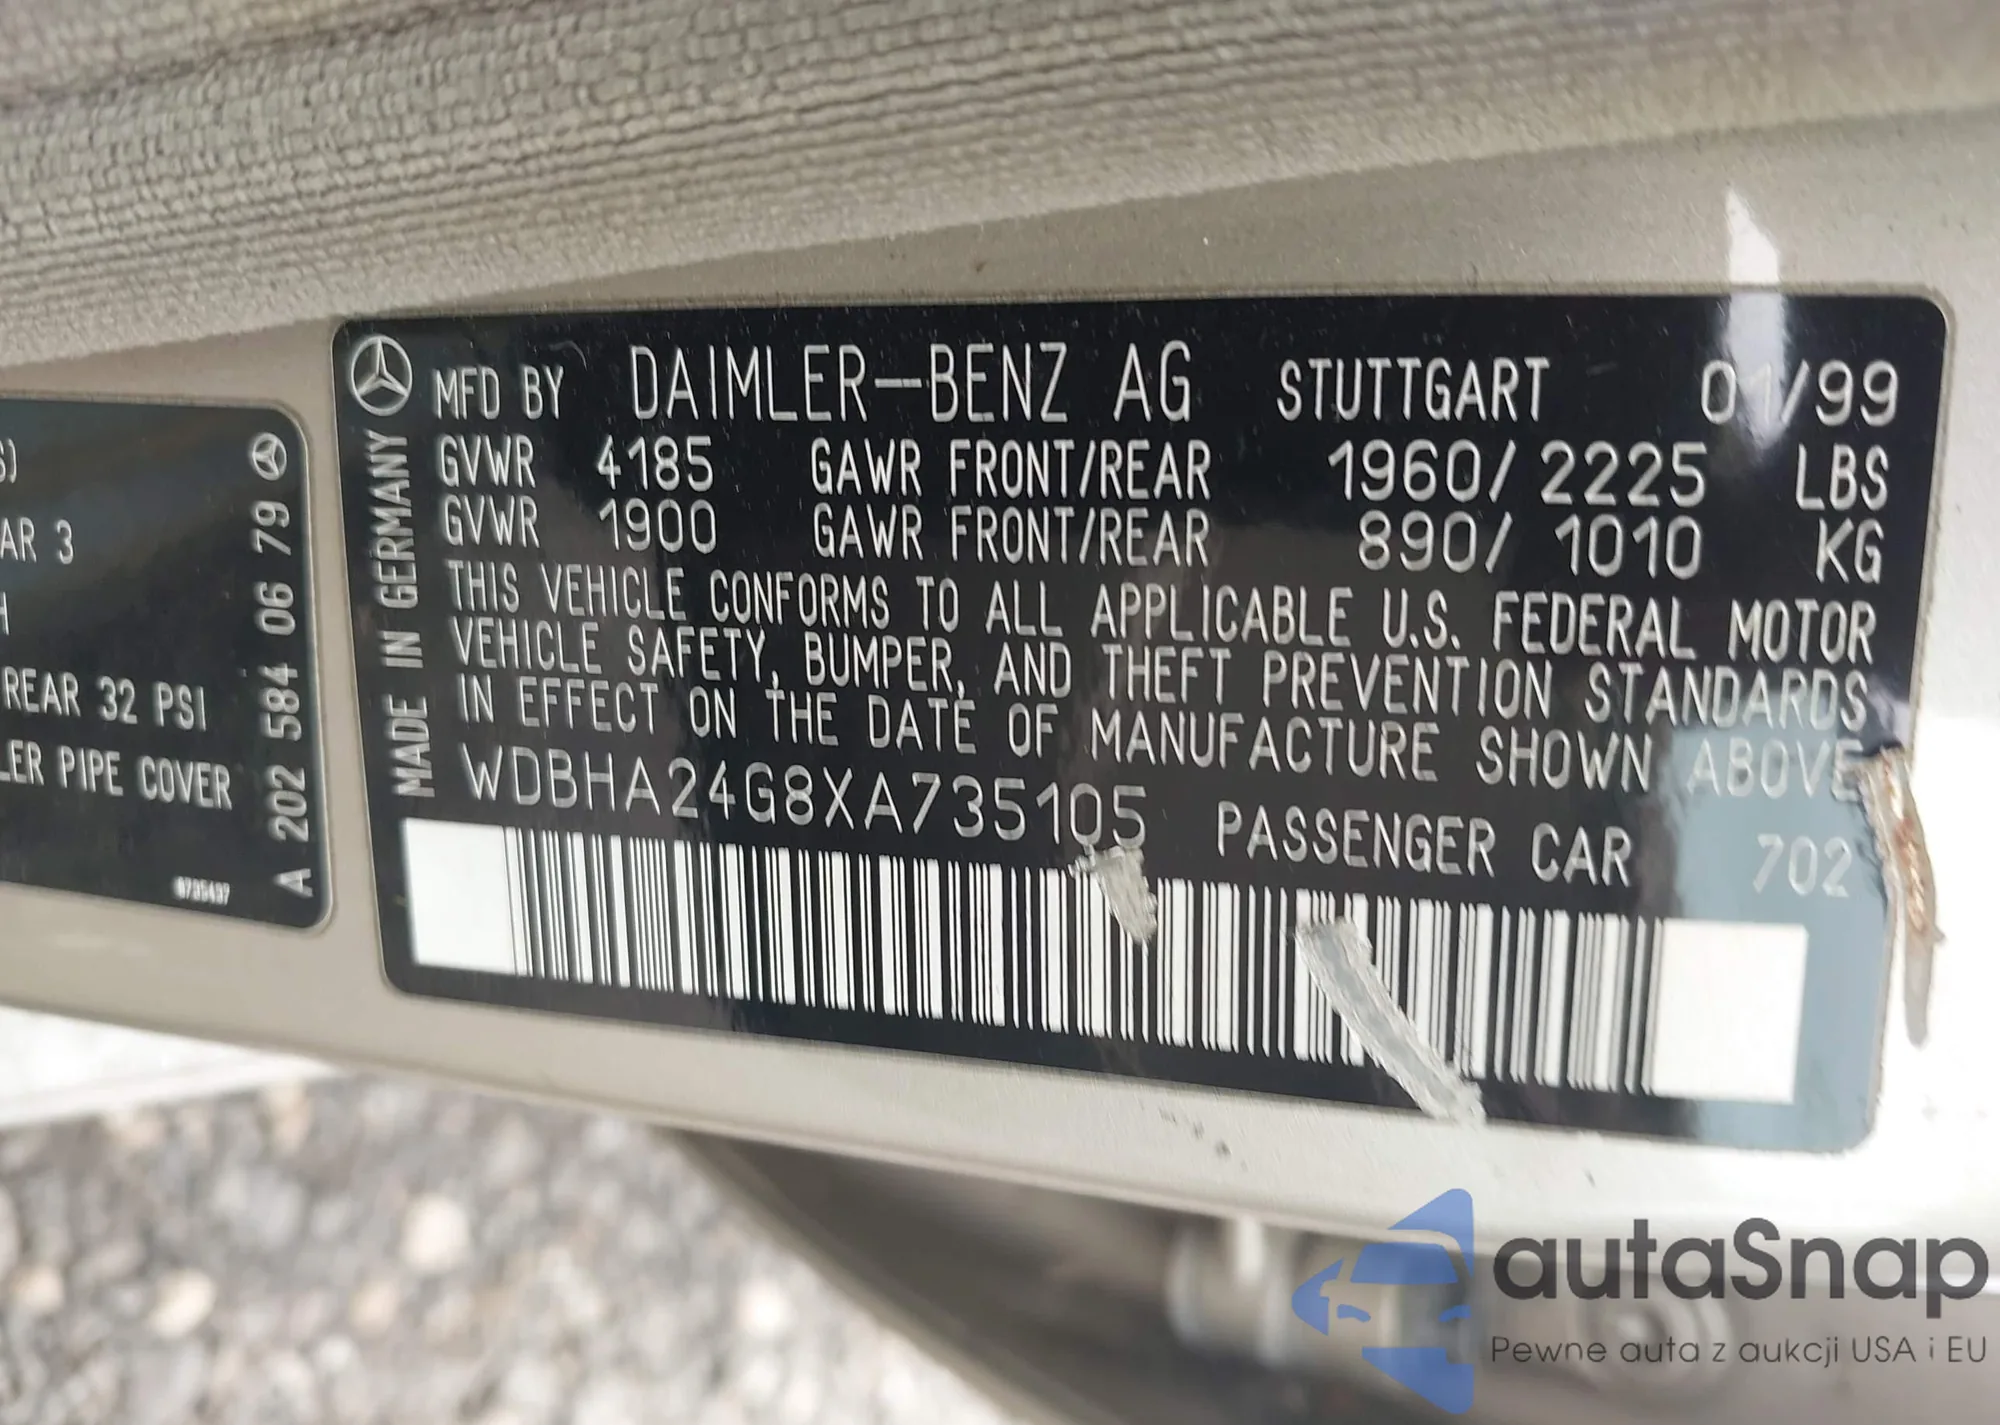 S)
AR 3
H
REAR 32 PSI
LER PIPE COVER
A 202 584 06 79
MADE IN GERMANY
MFD BY DAIMLER-BENZ AG STUTTGART 01/99
GVWR 4185 GAWR FRONT/REAR 1960/ 2225 LBS
GVWR 1900 GAWR FRONT/REAR 890/ 1010 KG
THIS VEHICLE CONFORMS TO ALL APPLICABLE U.S. FEDERAL MOTOR
VEHICLE SAFETY, BUMPER, AND THEFT PREVENTION STANDARDS
IN EFFECT ON THE DATE OF MANUFACTURE SHOWN ABOVE
WDBHA24G8XA735105 PASSENGER CAR 702
autaSnap
Pewne auta z aukcji USA i EU